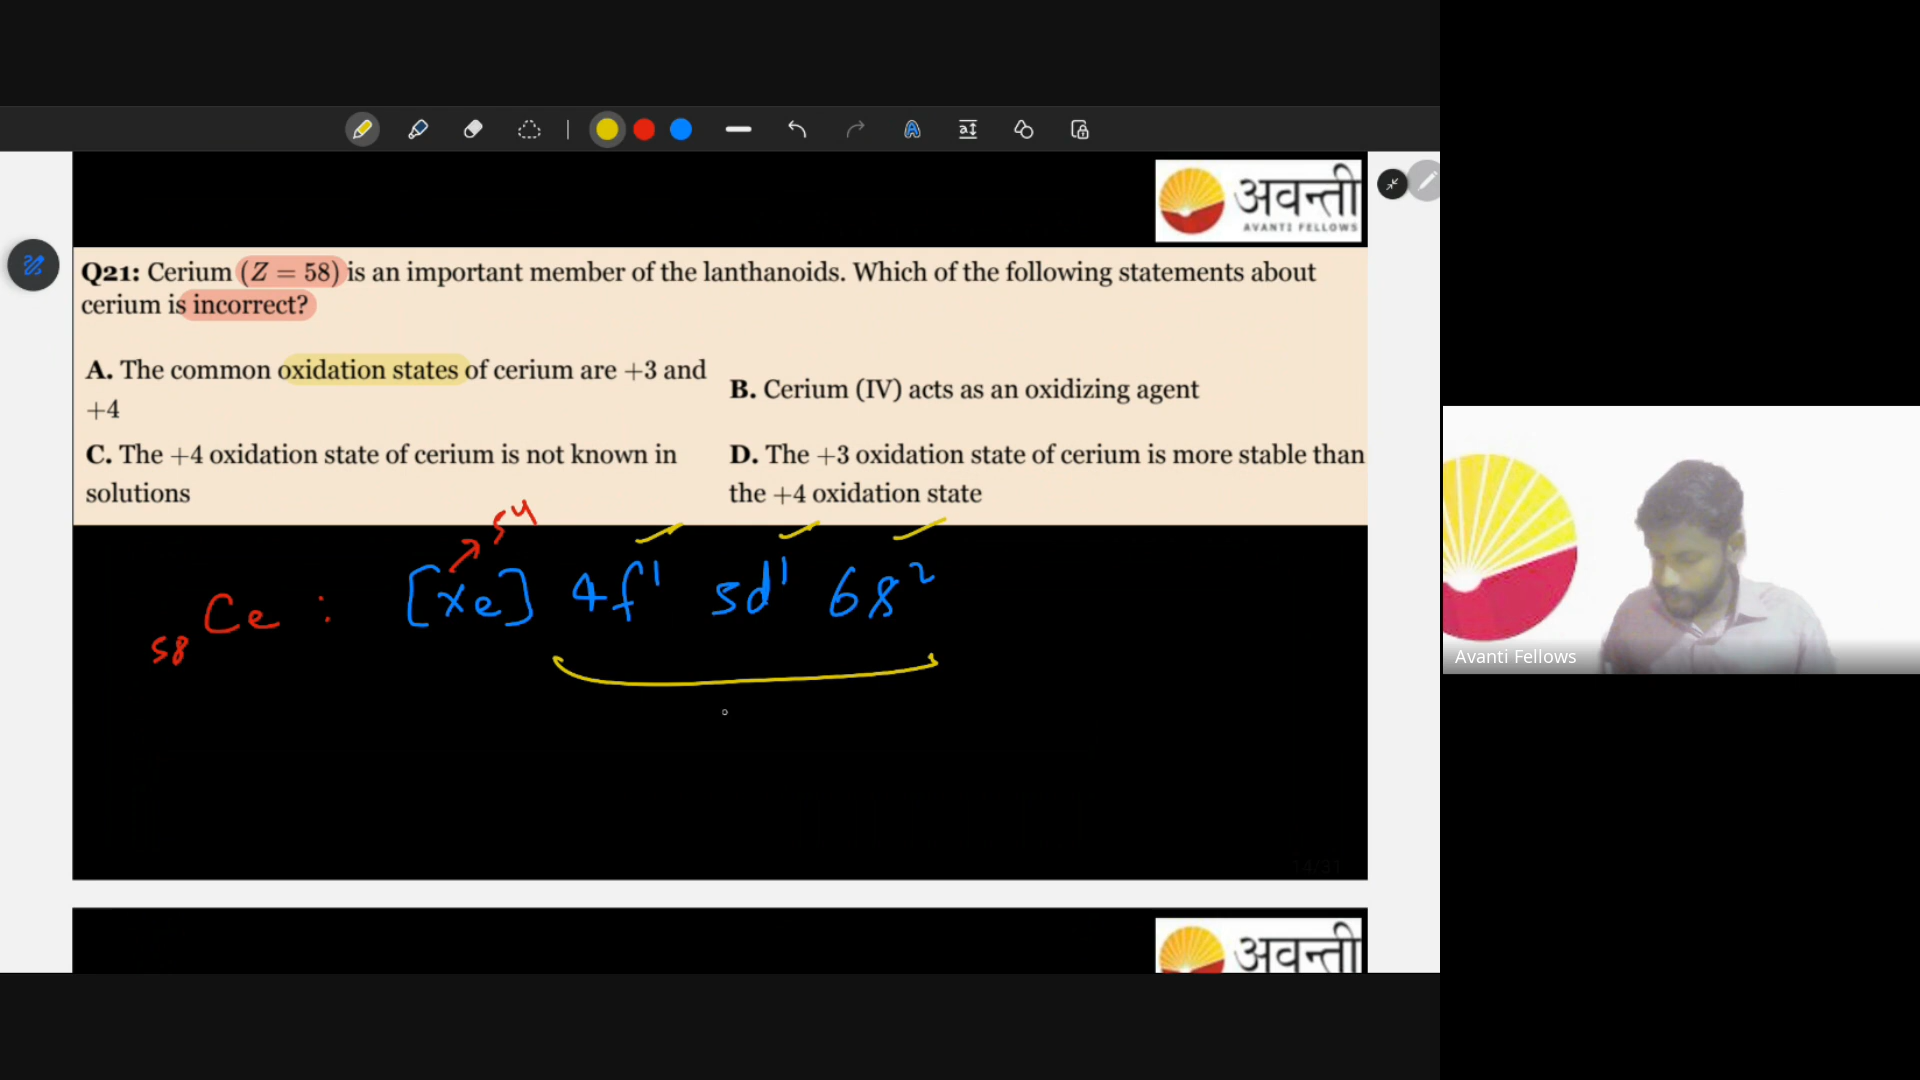 अवन्ती
AVANTI FELLOWS
Q21: Cerium (Z = 58) is an important member of the lanthanoids. Which of the following statements about
cerium is incorrect?
A. The common oxidation states of cerium are +3 and
+4
B. Cerium (IV) acts as an oxidizing agent
C. The +4 oxidation state of cerium is not known in
solutions
D. The +3 oxidation state of cerium is more stable than
the +4 oxidation state
54
58 Ce : [Xe] 4f¹ 5d¹ 6s²
14/31
Avanti Fellows
अवन्ती